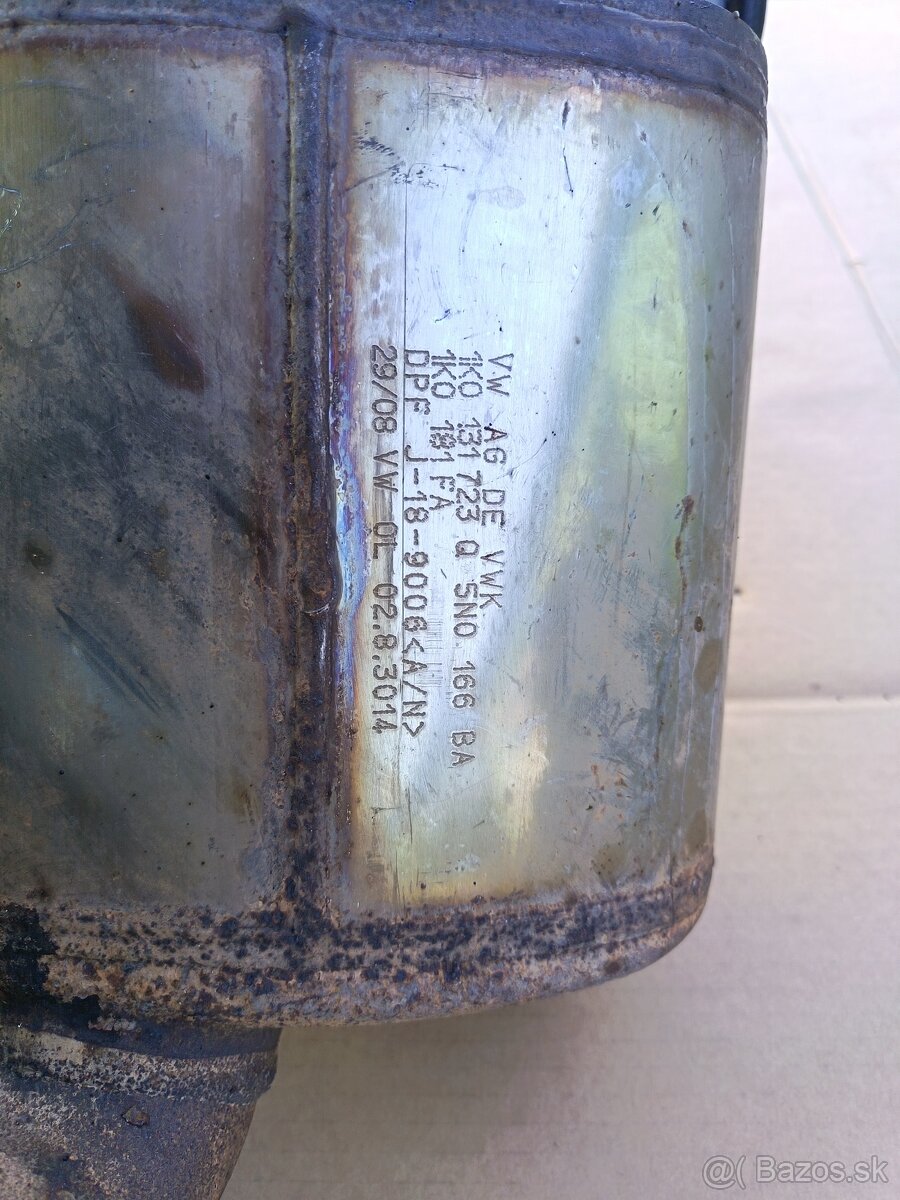 VW AG DE VWK
1K0 131 723 Q 5N0 166 BA
1K0 181 FA
DPF J-18-9006<A/N>
29/08 VW OL 02.8.3014
@( Bazos.sk